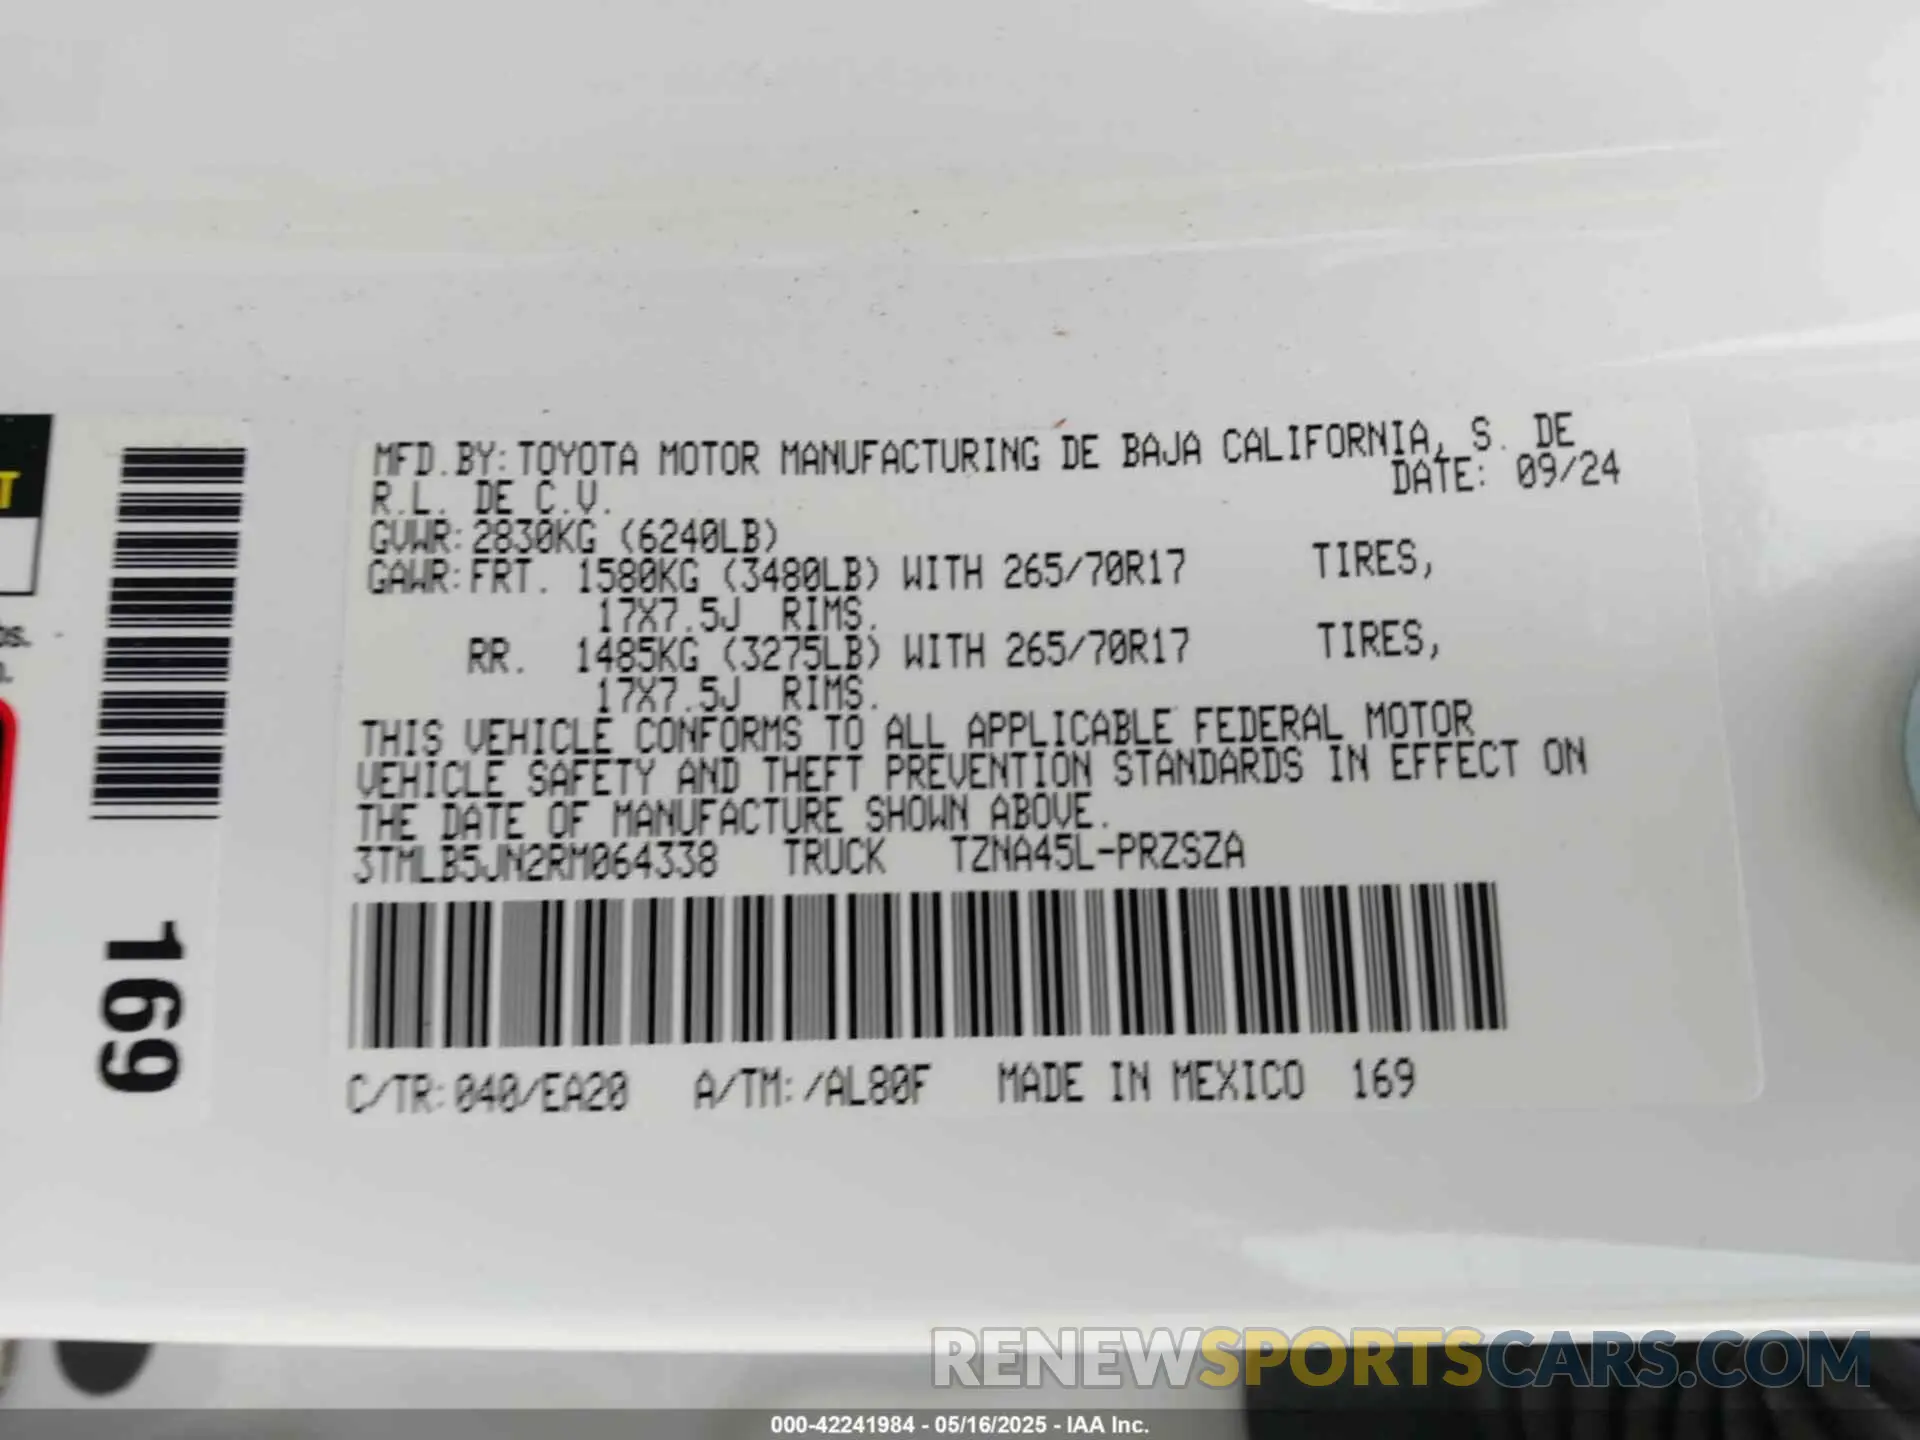 MFD.BY:TOYOTA MOTOR MANUFACTURING DE BAJA CALIFORNIA, S. DE
R.L. DE C.V. DATE: 09/24
GVWR:2830KG (6240LB)
GAWR:FRT. 1580KG (3480LB) WITH 265/70R17 TIRES,
17X7.5J RIMS.
RR. 1485KG (3275LB) WITH 265/70R17 TIRES,
17X7.5J RIMS.
THIS VEHICLE CONFORMS TO ALL APPLICABLE FEDERAL MOTOR
VEHICLE SAFETY AND THEFT PREVENTION STANDARDS IN EFFECT ON
THE DATE OF MANUFACTURE SHOWN ABOVE.
3TMLB5JN2RM064338 TRUCK TZNA45L-PRZSZA
C/TR:040/EA20 A/TM:/AL80F MADE IN MEXICO 169
169
RENEWSPORTSCARS.COM
000-42241984 - 05/16/2025 - IAA Inc.